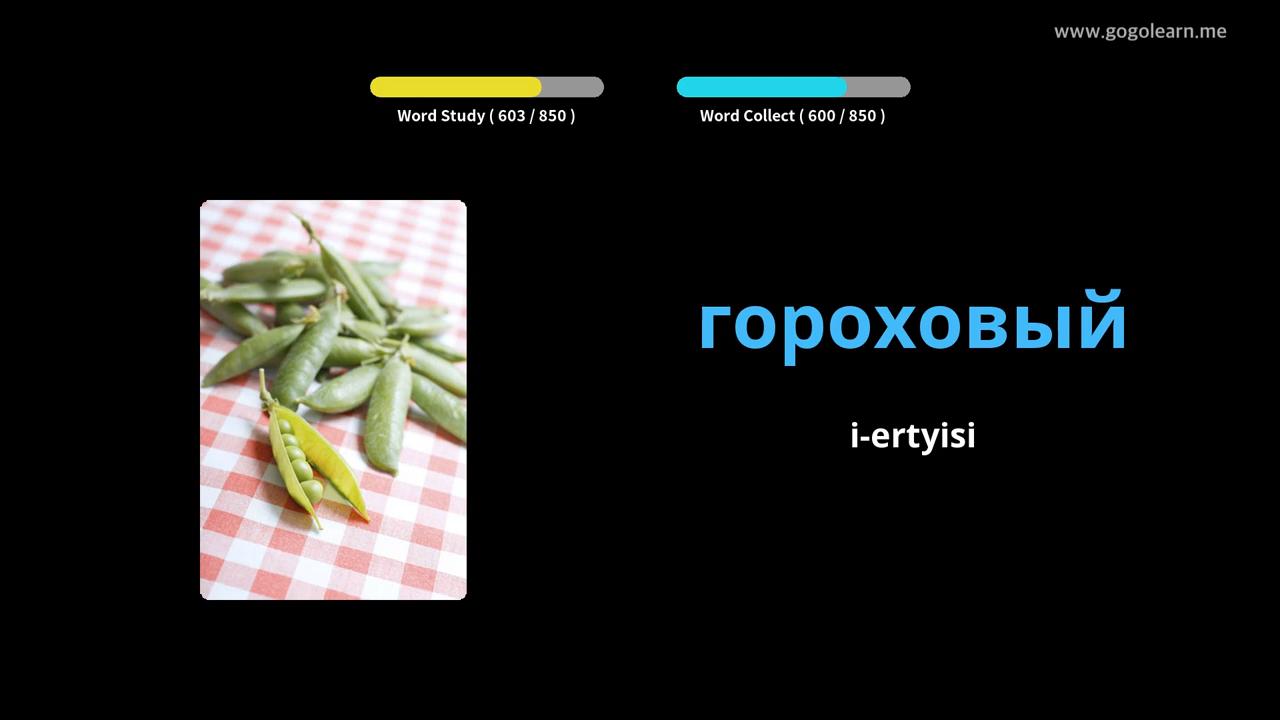 www.gogolearn.me
Word Study ( 603 / 850 )
Word Collect ( 600 / 850 )
гороховый
i-ertyisi